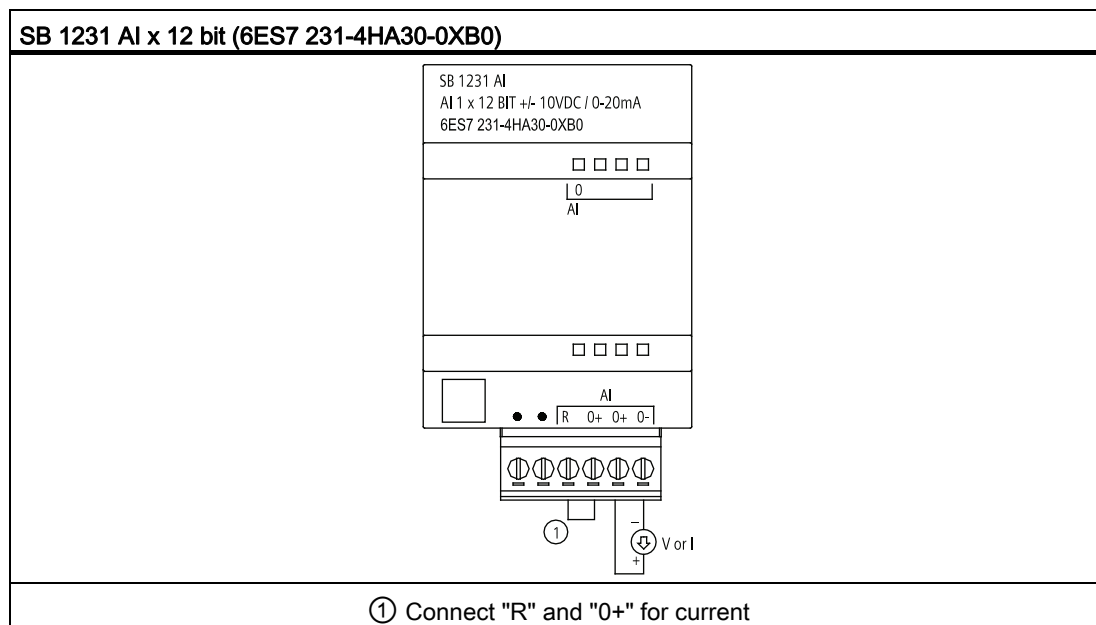 SB 1231 AI x 12 bit (6ES7 231-4HA30-0XB0)
SB 1231 AI
AI 1 x 12 BIT +/- 10VDC / 0-20mA
6ES7 231-4HA30-0XB0
0
AI
AI
R 0+ 0+ 0-
1
–
V or I
+
① Connect "R" and "0+" for current